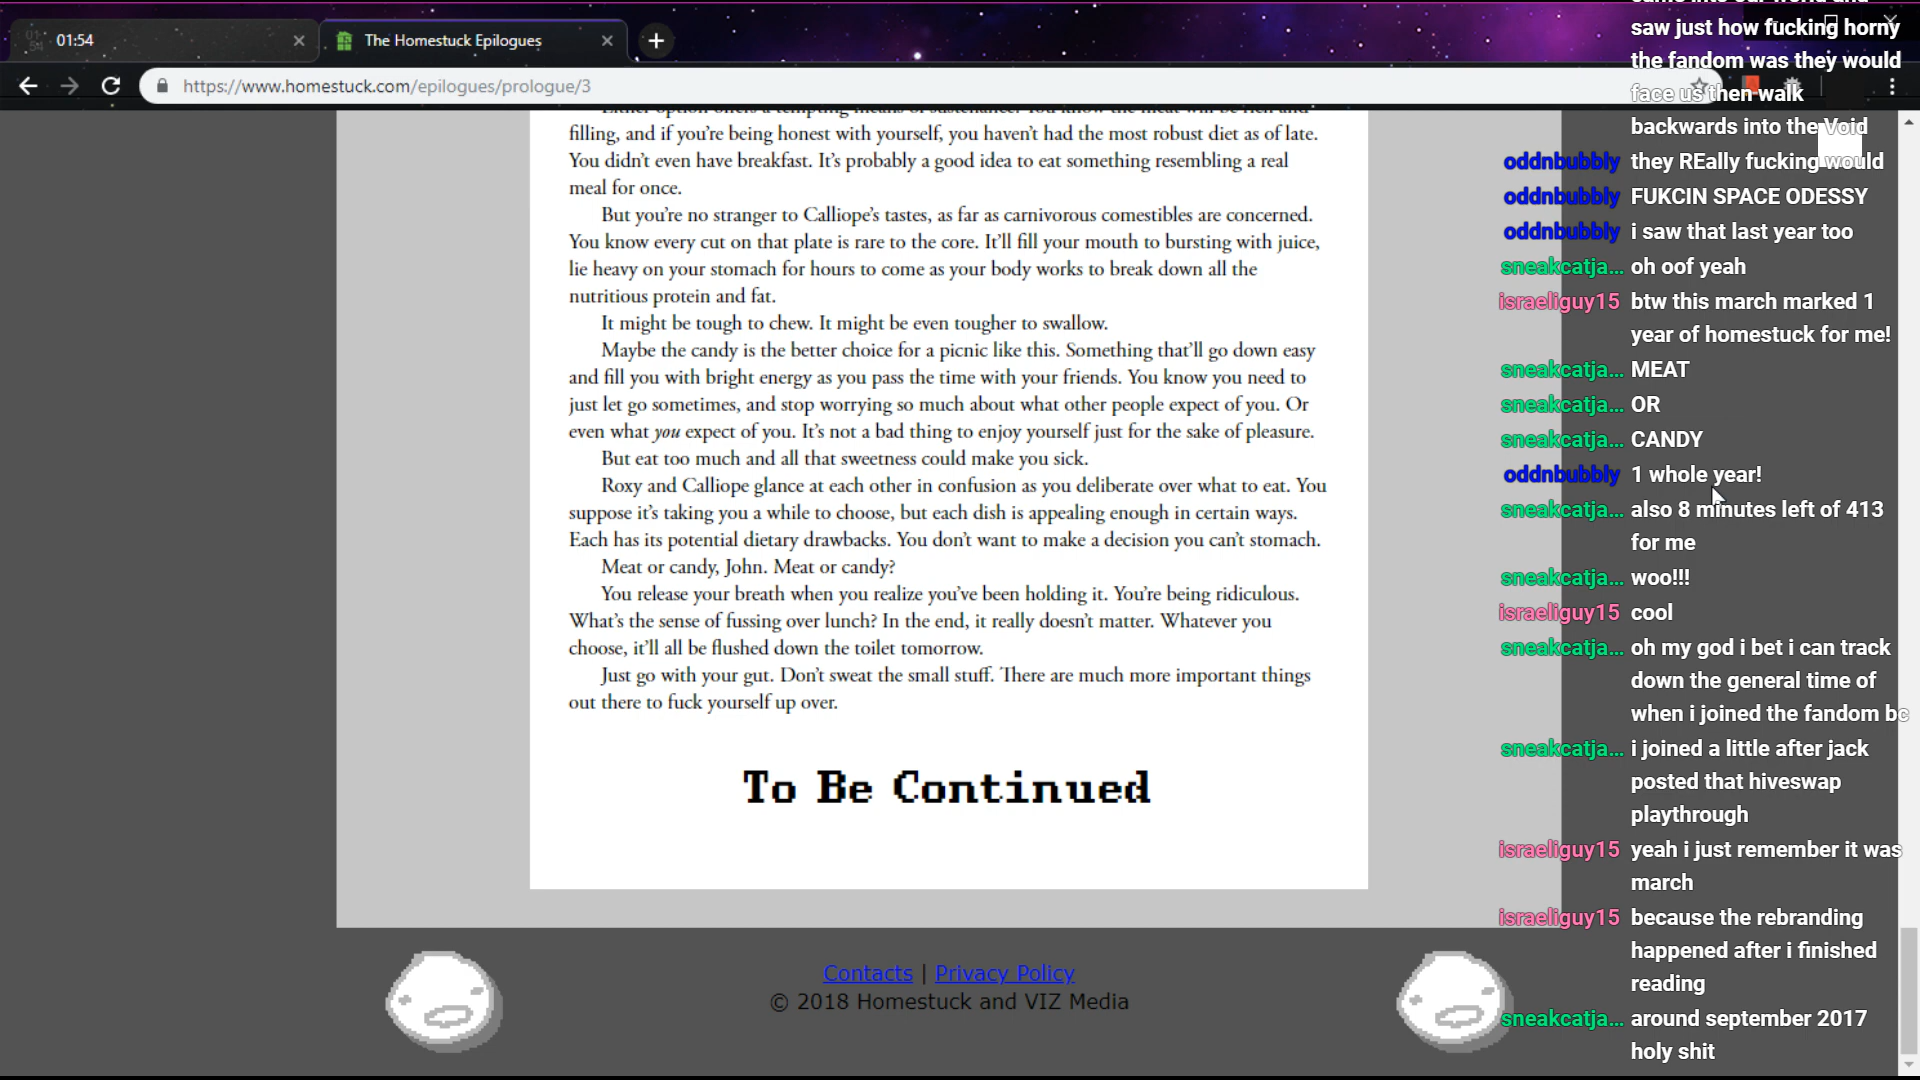 01:54
The Homestuck Epilogues
https://www.homestuck.com/epilogues/prologue/3
Either option offers a tempting means of sustenance. You know the meat will be rich and
filling, and if you're being honest with yourself, you haven't had the most robust diet as of late.
You didn't even have breakfast. It's probably a good idea to eat something resembling a real
meal for once.
But you're no stranger to Calliope's tastes, as far as carnivorous comestibles are concerned.
You know every cut on that plate is rare to the core. It'll fill your mouth to bursting with juice,
lie heavy on your stomach for hours to come as your body works to break down all the
nutritious protein and fat.
It might be tough to chew. It might be even tougher to swallow.
Maybe the candy is the better choice for a picnic like this. Something that'll go down easy
and fill you with bright energy as you pass the time with your friends. You know you need to
just let go sometimes, and stop worrying so much about what other people expect of you. Or
even what you expect of you. It's not a bad thing to enjoy yourself just for the sake of pleasure.
But eat too much and all that sweetness could make you sick.
Roxy and Calliope glance at each other in confusion as you deliberate over what to eat. You
suppose it's taking you a while to choose, but each dish is appealing enough in certain ways.
Each has its potential dietary drawbacks. You don't want to make a decision you can't stomach.
Meat or candy, John. Meat or candy?
You release your breath when you realize you've been holding it. You're being ridiculous.
What's the sense of fussing over lunch? In the end, it really doesn't matter. Whatever you
choose, it'll all be flushed down the toilet tomorrow.
Just go with your gut. Don't sweat the small stuff. There are much more important things
out there to fuck yourself up over.
To Be Continued
Contacts | Privacy Policy
© 2018 Homestuck and VIZ Media
saw just how fucking horny
the fandom was they would
face us then walk
backwards into the Void
oddnbubbly they REally fucking would
oddnbubbly FUKCIN SPACE ODESSY
oddnbubbly i saw that last year too
sneakcatja... oh oof yeah
israeliguy15 btw this march marked 1
year of homestuck for me!
sneakcatja... MEAT
sneakcatja... OR
sneakcatja... CANDY
oddnbubbly 1 whole year!
sneakcatja... also 8 minutes left of 413
for me
sneakcatja... woo!!!
israeliguy15 cool
sneakcatja... oh my god i bet i can track
down the general time of
when i joined the fandom bc
sneakcatja... i joined a little after jack
posted that hiveswap
playthrough
israeliguy15 yeah i just remember it was
march
israeliguy15 because the rebranding
happened after i finished
reading
sneakcatja... around september 2017
holy shit